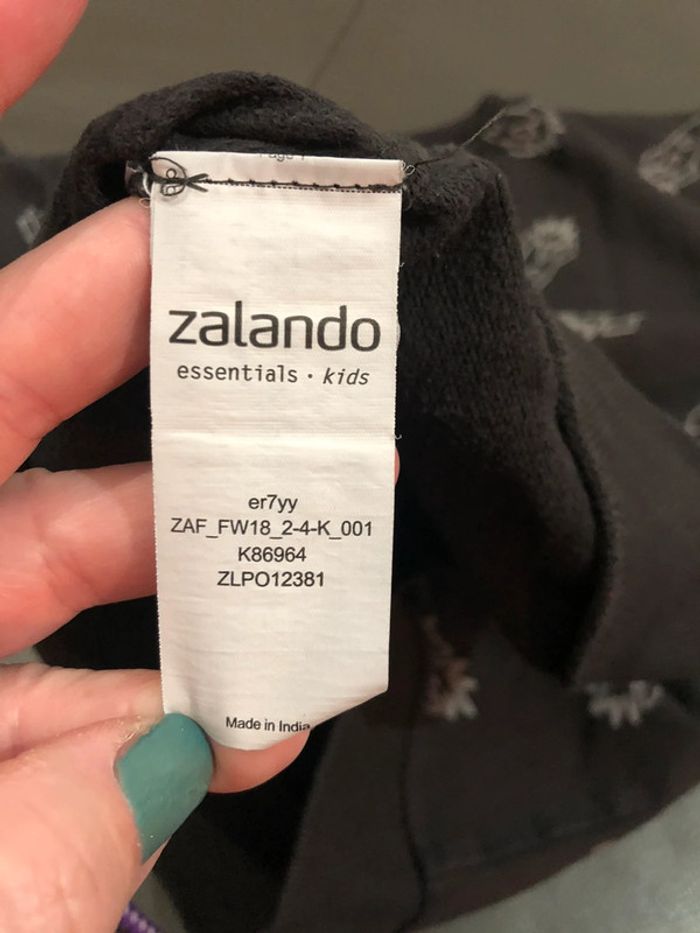 zalando
essentials · kids
er7yy
ZAF_FW18_2-4-K_001
K86964
ZLPO12381
Made in India